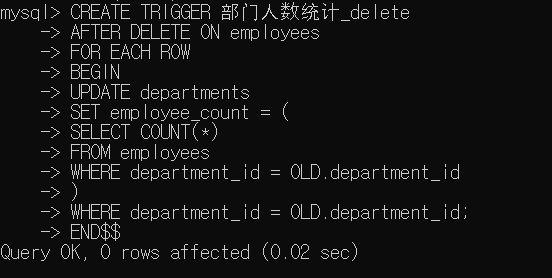 mysql> CREATE TRIGGER 部门人数统计_delete
    -> AFTER DELETE ON employees
    -> FOR EACH ROW
    -> BEGIN
    -> UPDATE departments
    -> SET employee_count = (
    -> SELECT COUNT(*)
    -> FROM employees
    -> WHERE department_id = OLD.department_id
    -> )
    -> WHERE department_id = OLD.department_id;
    -> END$$
Query OK, 0 rows affected (0.02 sec)